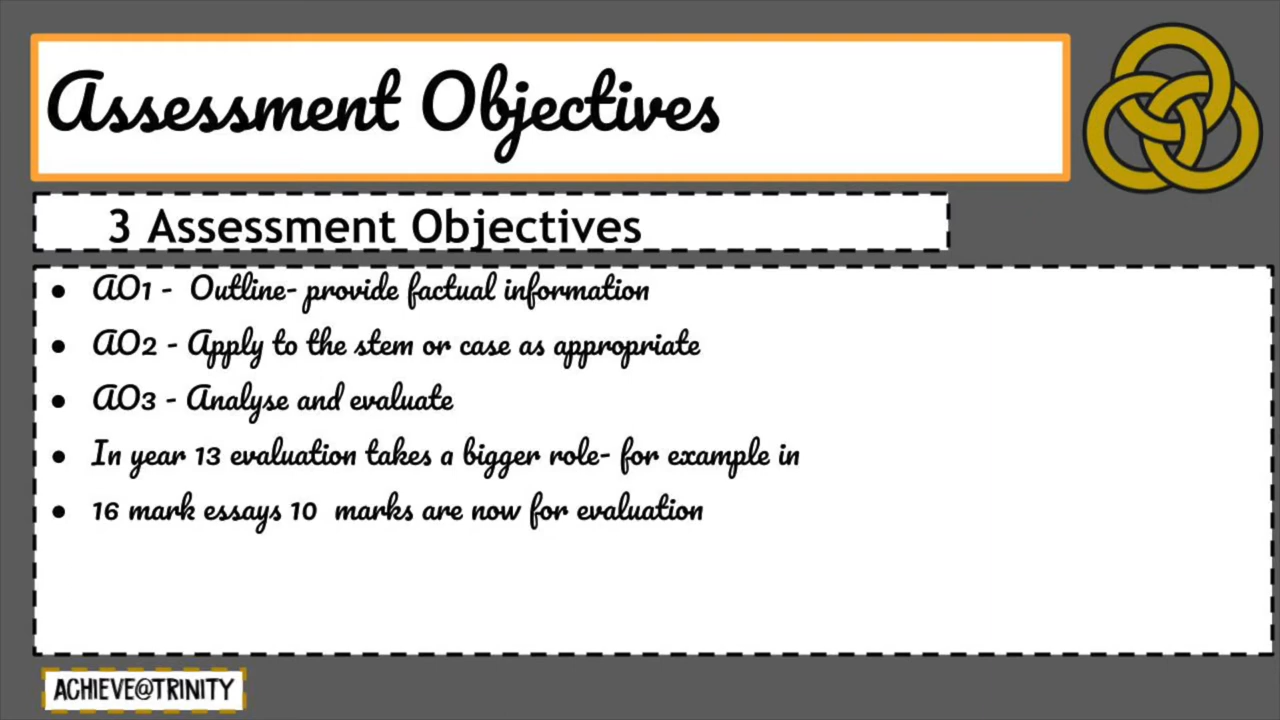 Assessment Objectives
3 Assessment Objectives
● AO1 - Outline- provide factual information
● AO2 - Apply to the stem or case as appropriate
● AO3 - Analyse and evaluate
● In year 13 evaluation takes a bigger role- for example in
● 16 mark essays 10 marks are now for evaluation
ACHIEVE@TRINITY